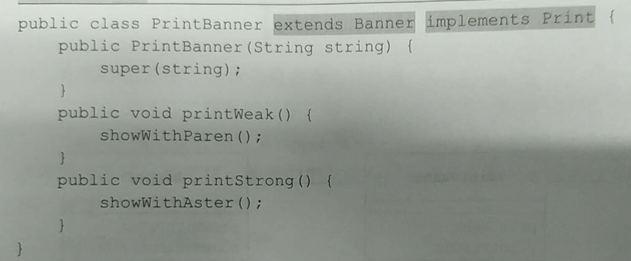 public class PrintBanner extends Banner implements Print {
    public PrintBanner(String string) {
        super(string);
    }
    public void printWeak() {
        showWithParen();
    }
    public void printStrong() {
        showWithAster();
    }
}